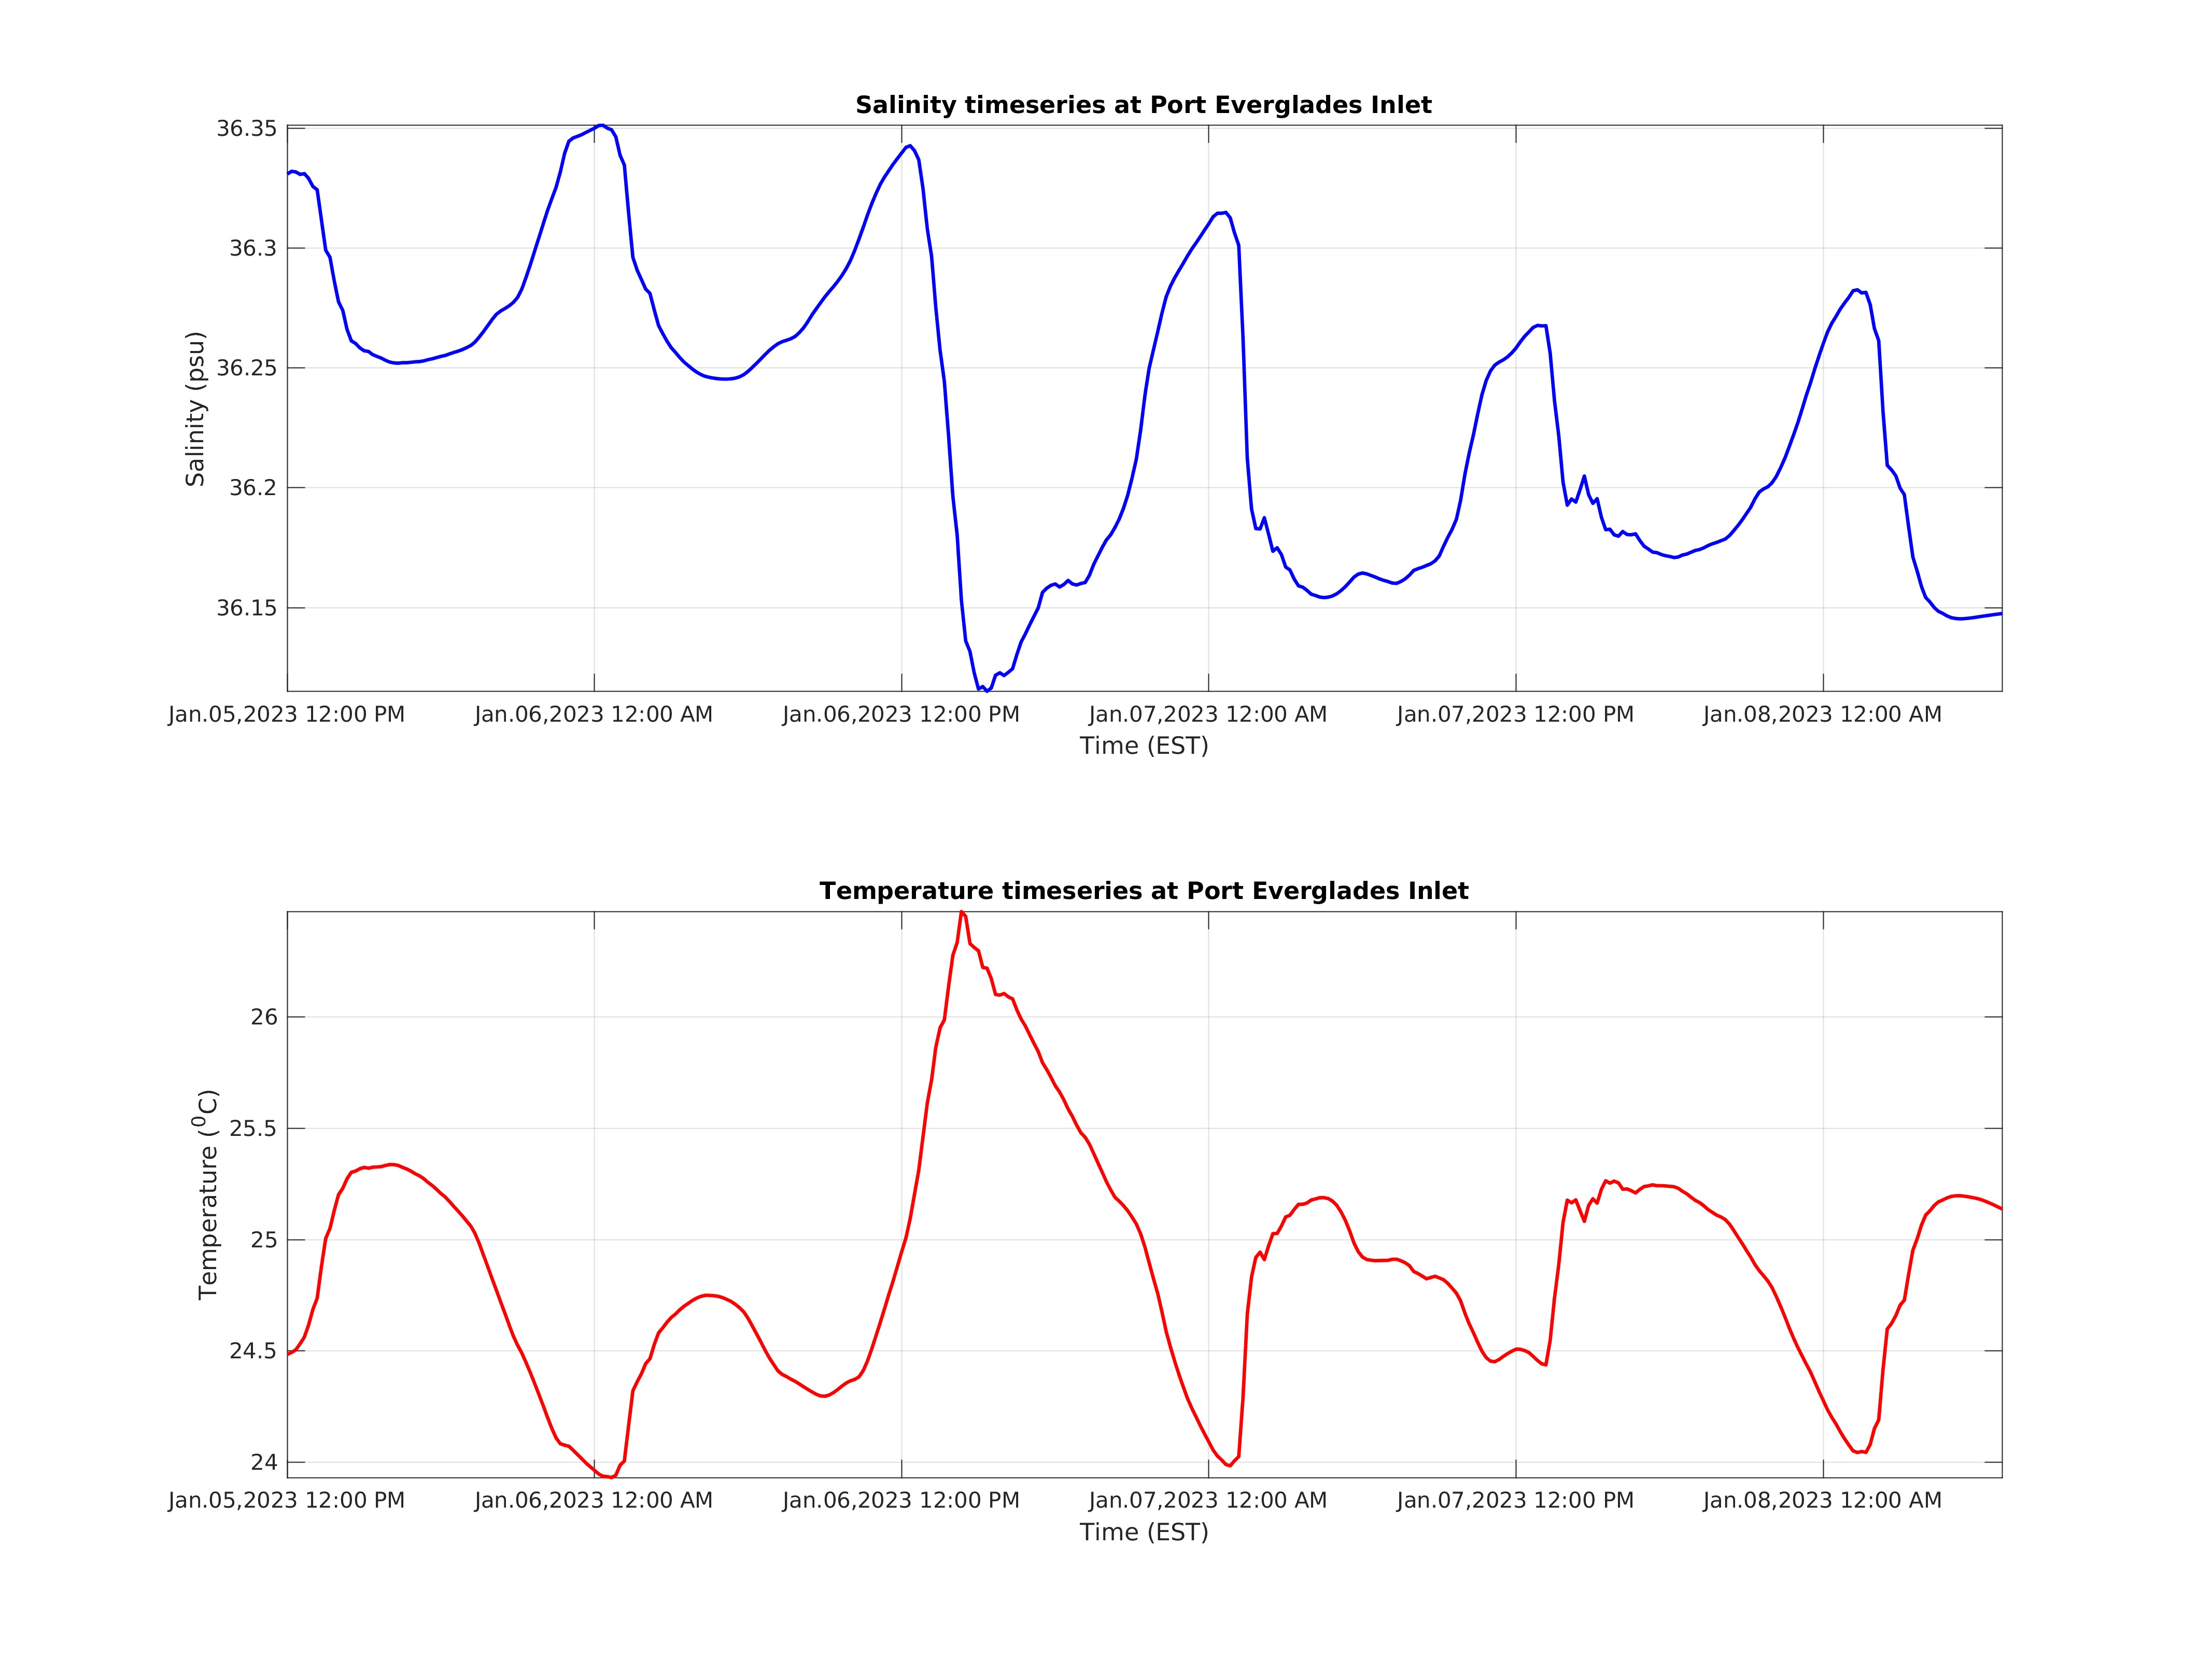 Salinity timeseries at Port Everglades Inlet
36.35
36.3
36.25
36.2
36.15
Salinity (psu)
Jan.05,2023 12:00 PM Jan.06,2023 12:00 AM Jan.06,2023 12:00 PM Jan.07,2023 12:00 AM Jan.07,2023 12:00 PM Jan.08,2023 12:00 AM
Time (EST)
Temperature timeseries at Port Everglades Inlet
26
25.5
25
24.5
24
Temperature (⁰C)
Jan.05,2023 12:00 PM Jan.06,2023 12:00 AM Jan.06,2023 12:00 PM Jan.07,2023 12:00 AM Jan.07,2023 12:00 PM Jan.08,2023 12:00 AM
Time (EST)